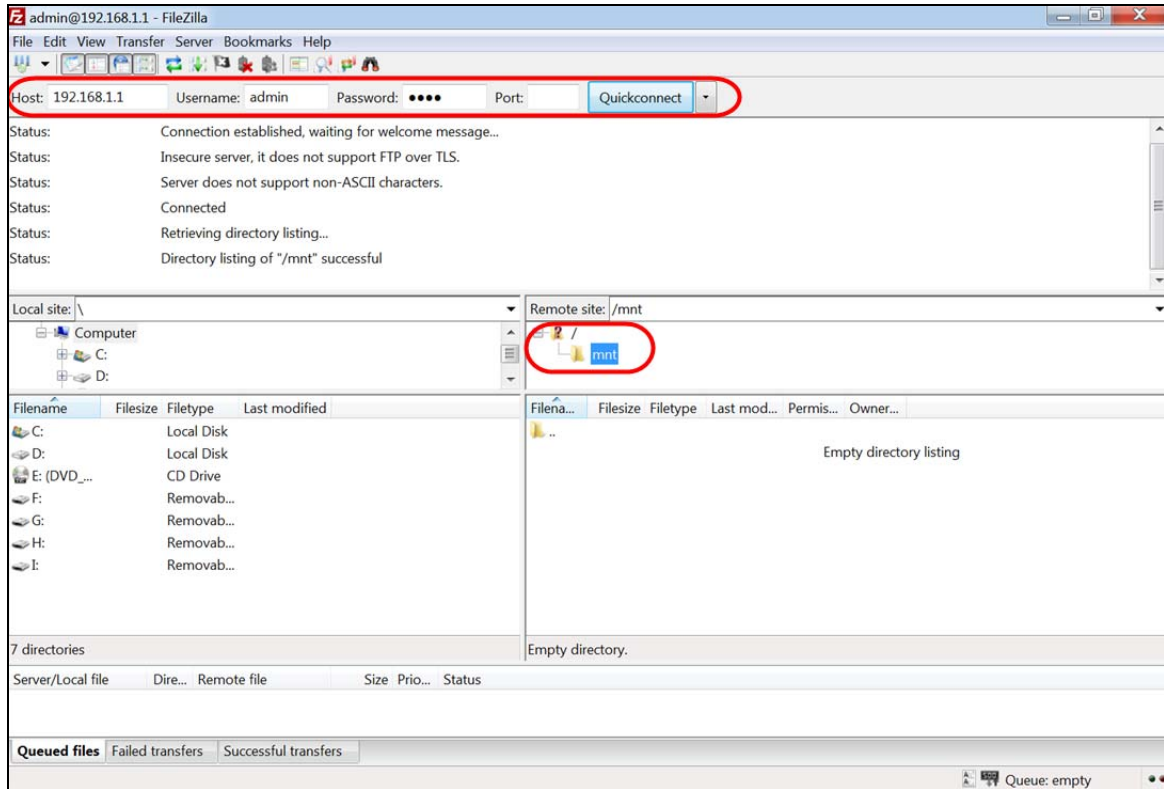 admin@192.168.1.1 - FileZilla
File Edit View Transfer Server Bookmarks Help
Host: 192.168.1.1 Username: admin Password: •••• Port: Quickconnect
Status: Connection established, waiting for welcome message...
Status: Insecure server, it does not support FTP over TLS.
Status: Server does not support non-ASCII characters.
Status: Connected
Status: Retrieving directory listing...
Status: Directory listing of "/mnt" successful
Local site: \ Remote site: /mnt
Computer
C:
D:
/
mnt
Filename Filesize Filetype Last modified
C: Local Disk
D: Local Disk
E: (DVD_... CD Drive
F: Removab...
G: Removab...
H: Removab...
I: Removab...
7 directories
Filena... Filesize Filetype Last mod... Permis... Owner...
..
Empty directory listing
Empty directory.
Server/Local file Dire... Remote file Size Prio... Status
Queued files Failed transfers Successful transfers
Queue: empty